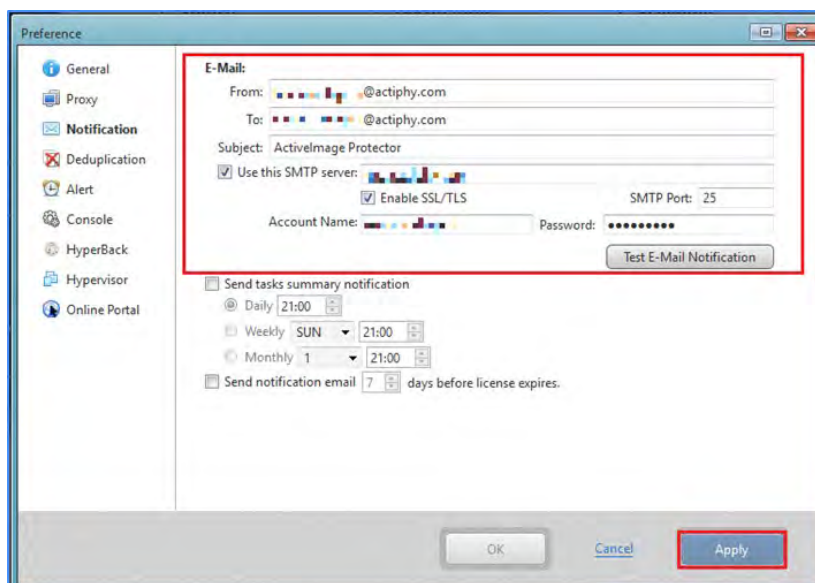 Preference
General
Proxy
Notification
Deduplication
Alert
Console
HyperBack
Hypervisor
Online Portal
E-Mail:
From: @actiphy.com
To: @actiphy.com
Subject: ActiveImage Protector
Use this SMTP server:
Enable SSL/TLS SMTP Port: 25
Account Name: Password: •••••••••
Test E-Mail Notification
Send tasks summary notification
Daily 21:00
Weekly SUN 21:00
Monthly 1 21:00
Send notification email 7 days before license expires.
OK Cancel Apply